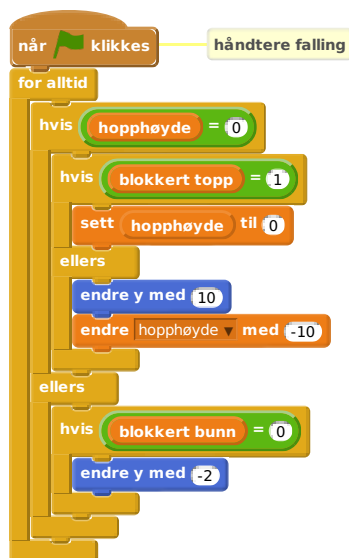 når klikkes håndtere falling
for alltid
hvis hopphøyde = 0
hvis blokkert topp = 1
sett hopphøyde til 0
ellers
endre y med 10
endre hopphøyde ▼ med -10
ellers
hvis blokkert bunn = 0
endre y med -2